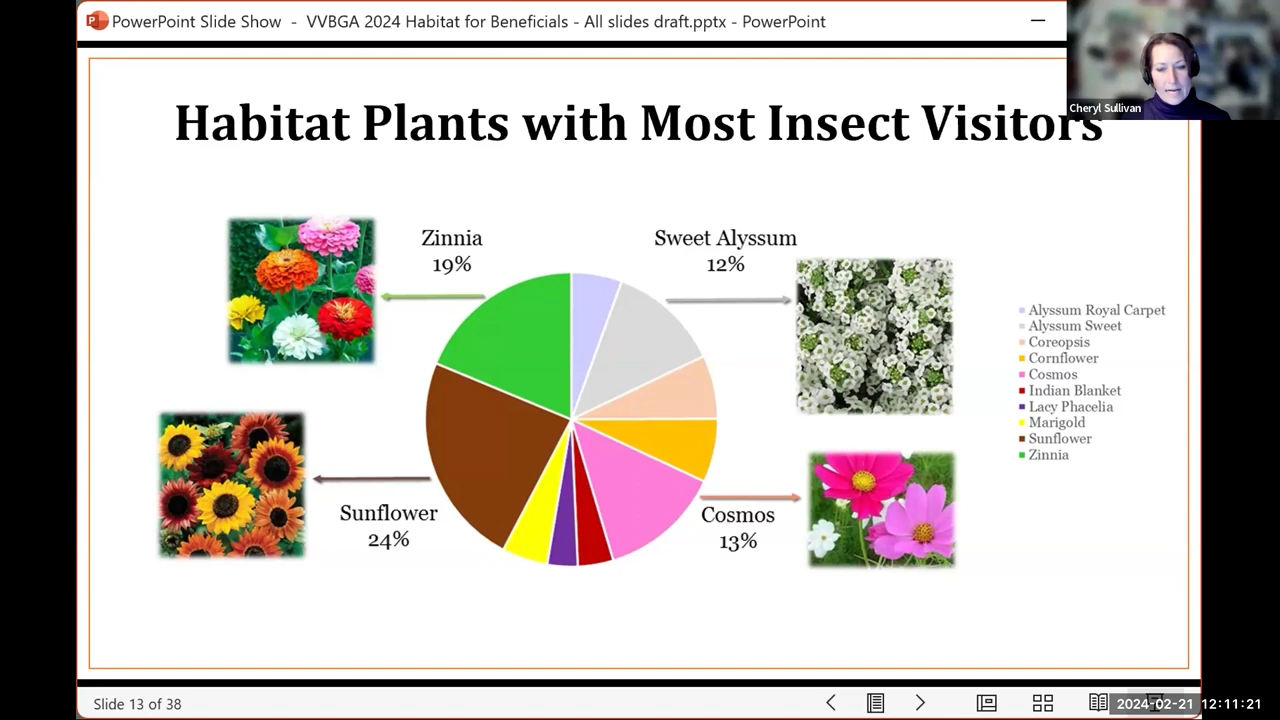 PowerPoint Slide Show - VVBGA 2024 Habitat for Beneficials - All slides draft.pptx - PowerPoint
Cheryl Sullivan
Habitat Plants with Most Insect Visitors
Zinnia
19%
Sweet Alyssum
12%
Sunflower
24%
Cosmos
13%
Alyssum Royal Carpet
Alyssum Sweet
Coreopsis
Cornflower
Cosmos
Indian Blanket
Lacy Phacelia
Marigold
Sunflower
Zinnia
Slide 13 of 38
2024-02-21 12:11:21